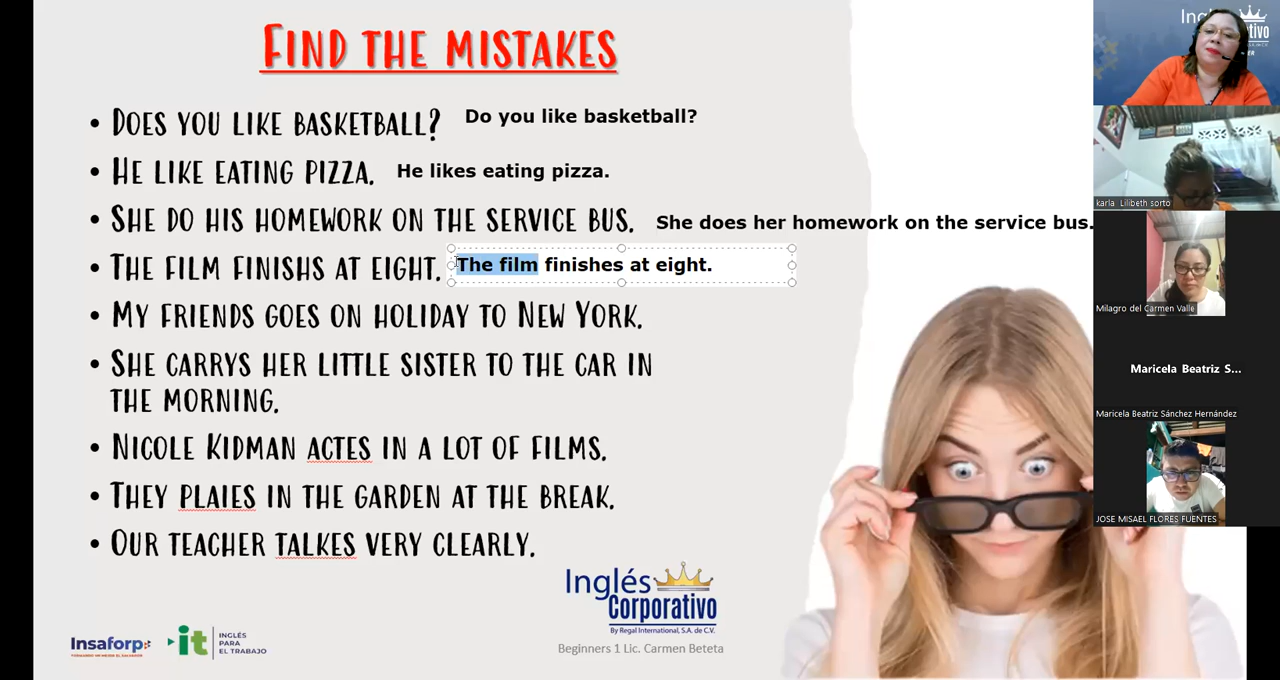 FIND THE MISTAKES
• DOES YOU LIKE BASKETBALL? Do you like basketball?
• HE LIKE EATING PIZZA. He likes eating pizza.
• SHE DO HIS HOMEWORK ON THE SERVICE BUS. She does her homework on the service bus.
• THE FILM FINISHS AT EIGHT. The film finishes at eight.
• MY FRIENDS GOES ON HOLIDAY TO NEW YORK.
• SHE CARRYS HER LITTLE SISTER TO THE CAR IN
THE MORNING.
• NICOLE KIDMAN ACTES IN A LOT OF FILMS.
• THEY PLAIES IN THE GARDEN AT THE BREAK.
• OUR TEACHER TALKES VERY CLEARLY.
Inglés
Corporativo
By Regal International, S.A. de C.V.
Beginners 1 Lic. Carmen Beteta
Insaforp
it
INGLÉS
PARA
EL TRABAJO
karla Lilibeth sorto
Milagro del Carmen Valle
Maricela Beatriz S...
Maricela Beatriz Sánchez Hernández
JOSE MISAEL FLORES FUENTES